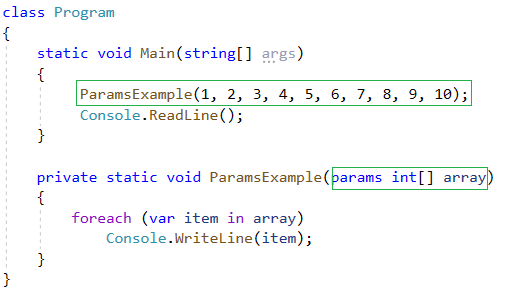 class Program
{
    static void Main(string[] args)
    {
        ParamsExample(1, 2, 3, 4, 5, 6, 7, 8, 9, 10);
        Console.ReadLine();
    }

    private static void ParamsExample(params int[] array)
    {
        foreach (var item in array)
            Console.WriteLine(item);
    }
}